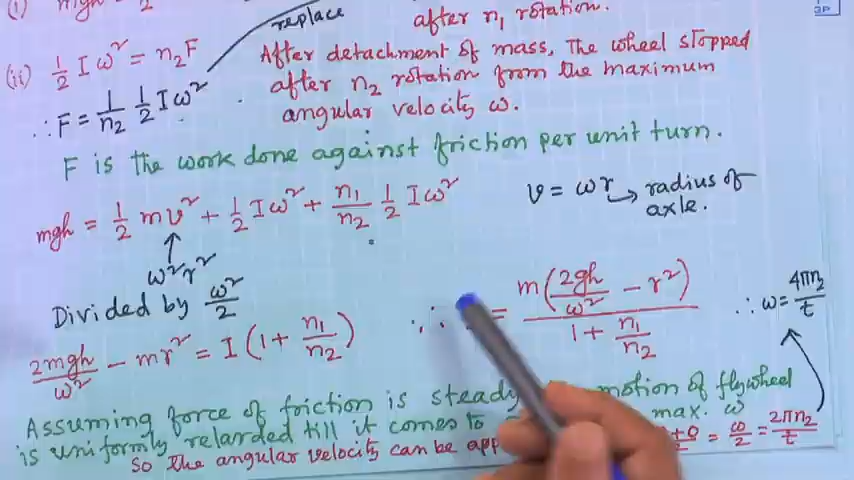 (i)
replace
after n₁ rotation.
(ii) 1/2 Iω² = n₂F
After detachment of mass, The wheel stopped
after n₂ rotation from the maximum
angular velocity ω.
∴ F = 1/n₂ 1/2 Iω²
F is the work done against friction per unit turn.
mgh = 1/2 mv² + 1/2 Iω² + n₁/n₂ 1/2 Iω²
v = ωr → radius of
axle.
ω²r²
Divided by ω²/2
2mgh/ω² - mr² = I (1 + n₁/n₂)
∴ = m(2gh/ω² - r²) / 1 + n₁/n₂
∴ ω = 4πn₂/t
Assuming force of friction is steady motion of flywheel
is uniformly relarded till it comes to max. ω
So the angular velocity can be +0/2 = ω/2 = 2πn₂/t